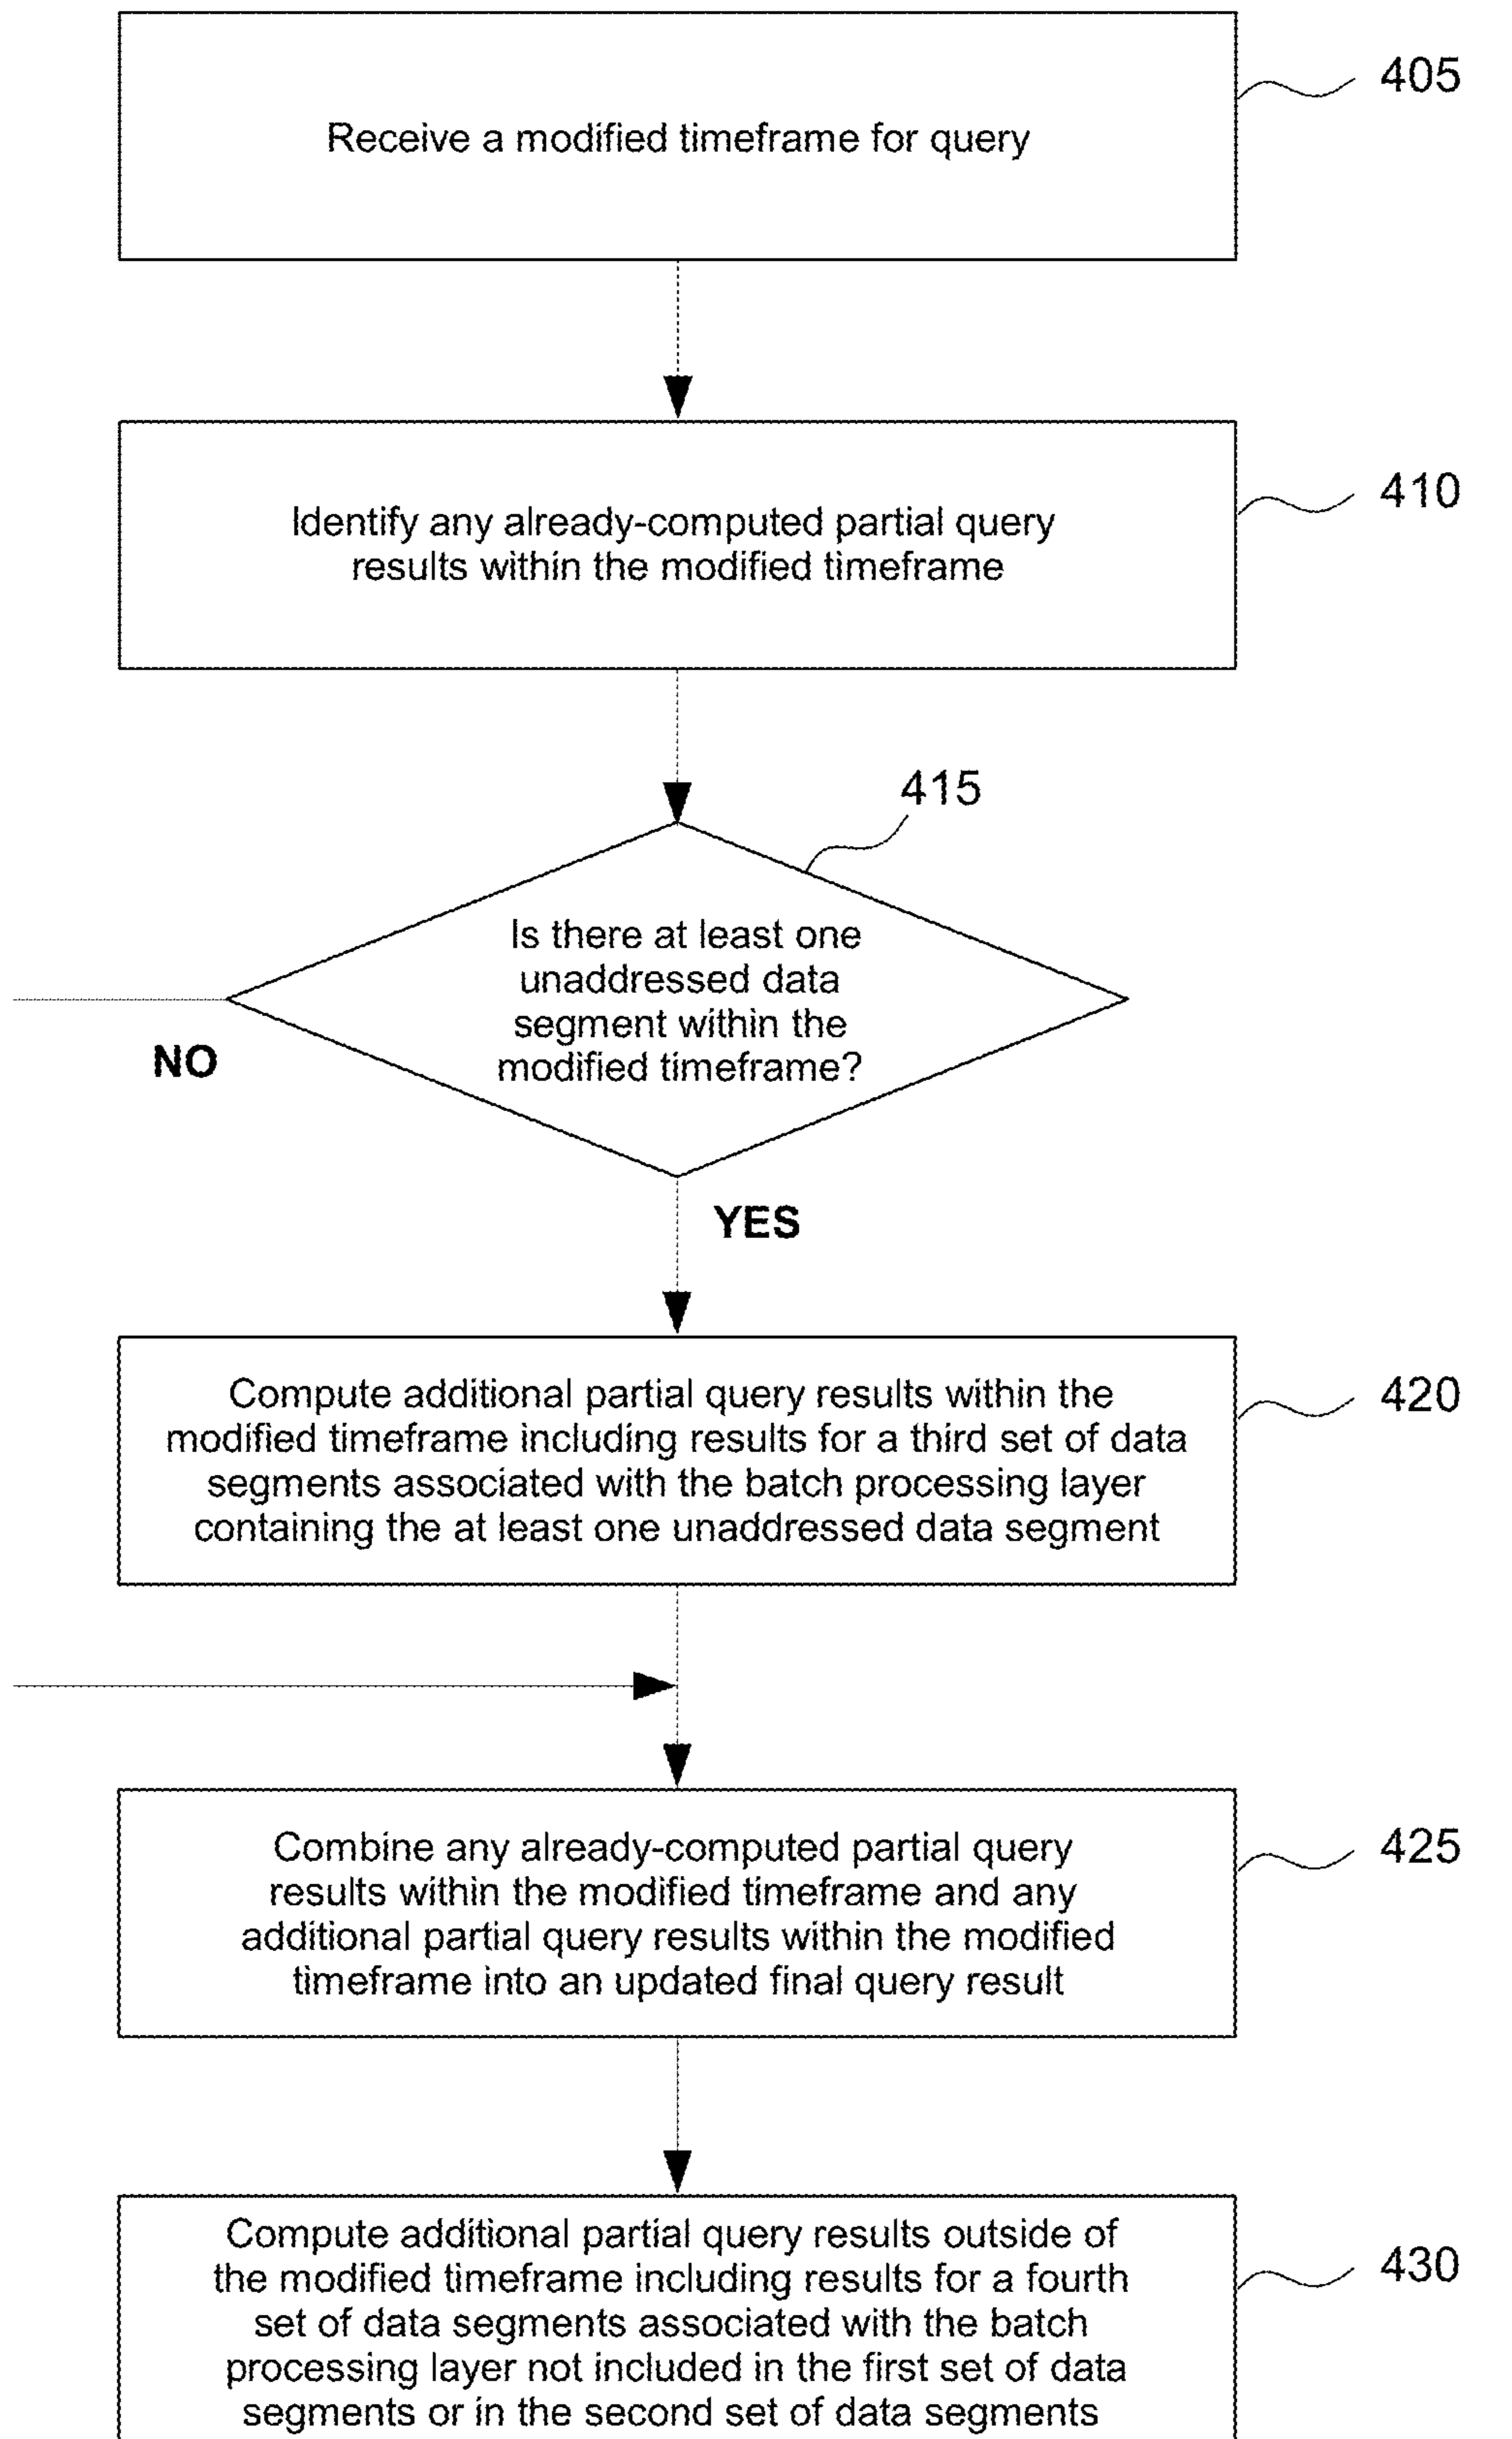 405
Receive a modified timeframe for query
410
Identify any already-computed partial query
results within the modified timeframe
415
Is there at least one
unaddressed data
segment within the
modified timeframe?
NO
YES
420
Compute additional partial query results within the
modified timeframe including results for a third set of data
segments associated with the batch processing layer
containing the at least one unaddressed data segment
425
Combine any already-computed partial query
results within the modified timeframe and any
additional partial query results within the modified
timeframe into an updated final query result
430
Compute additional partial query results outside of
the modified timeframe including results for a fourth
set of data segments associated with the batch
processing layer not included in the first set of data
segments or in the second set of data segments